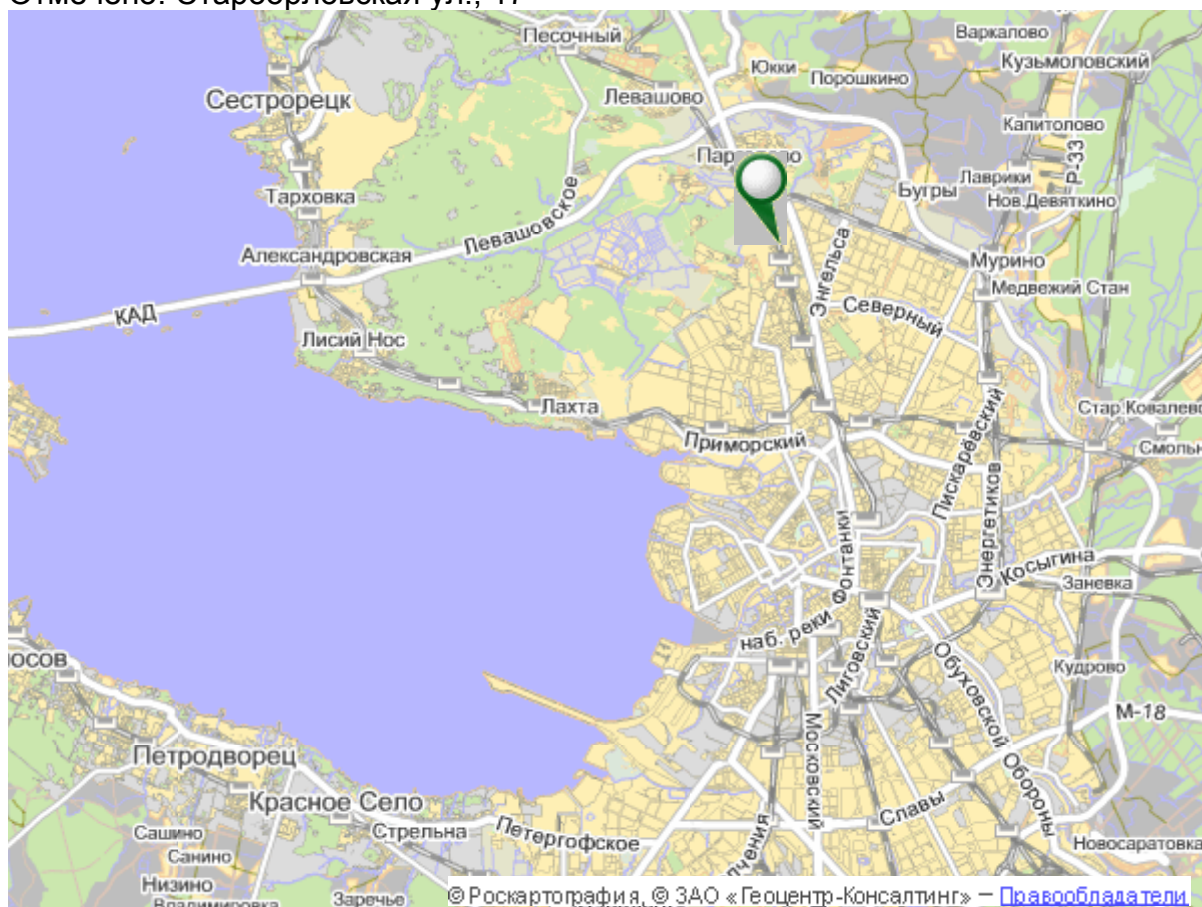 Песочный
Варкалово
Кузьмоловский
Юкки
Порошкино
Левашово
Сестрорецк
Капитолово
Р-33
Лаврики
Бугры
Нов.Девяткино
Тарховка
Левашовское
Александровская
Мурино
Энгельса
Медвежий Стан
Северный
КАД
Лисий Нос
Лахта
Стар.Ковалево
Приморский
Смольн
Пискарёвский
Энергетиков
Косыгина
Заневка
Фонтанки
наб. реки
Лиговский
Обуховской Обороны
Кудрово
М-18
Московский
Петродворец
Красное Село
Славы
Сашино
Стрельна
Петергофское
Новосаратовка
Санино
Низино
Владимировка
Заречье
© Роскартография, © ЗАО «Геоцентр-Консалтинг» — Правообладатели